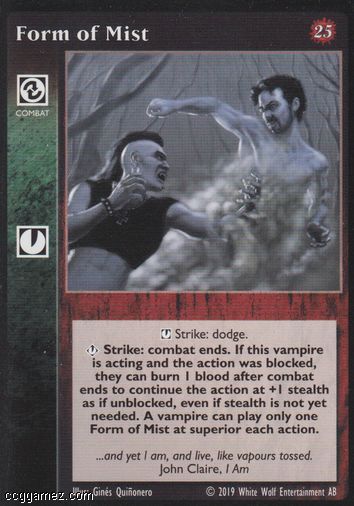 Form of Mist
25
COMBAT
Strike: dodge.
Strike: combat ends. If this vampire
is acting and the action was blocked,
they can burn 1 blood after combat
ends to continue the action at +1 stealth
as if unblocked, even if stealth is not yet
needed. A vampire can play only one
Form of Mist at superior each action.
...and yet I am, and live, like vapours tossed.
John Claire, I Am
Illus: Ginés Quiñonero
© 2019 White Wolf Entertainment AB
ccggamez.com